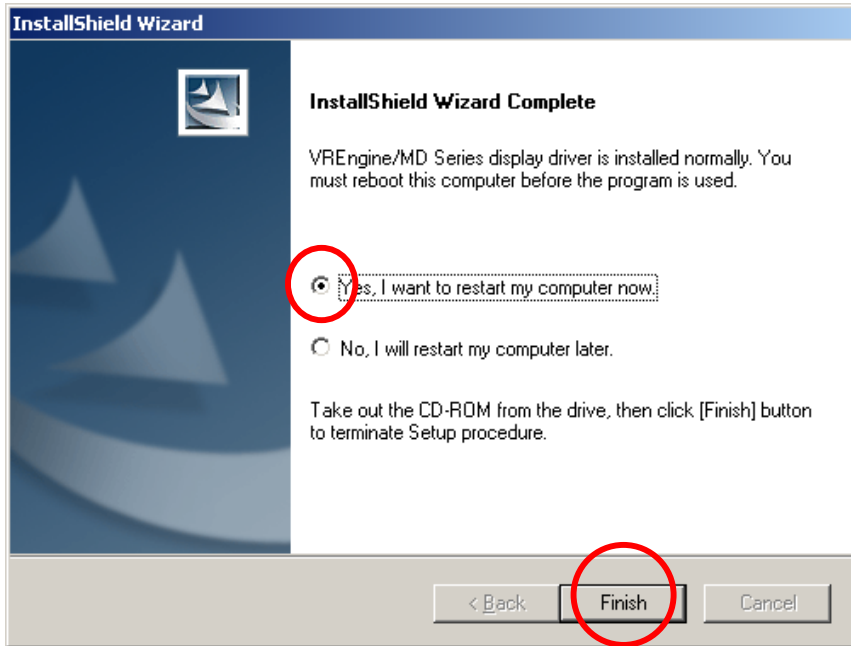 InstallShield Wizard
InstallShield Wizard Complete
VREngine/MD Series display driver is installed normally. You
must reboot this computer before the program is used.
Yes, I want to restart my computer now.
No, I will restart my computer later.
Take out the CD-ROM from the drive, then click [Finish] button
to terminate Setup procedure.
< Back Finish Cancel